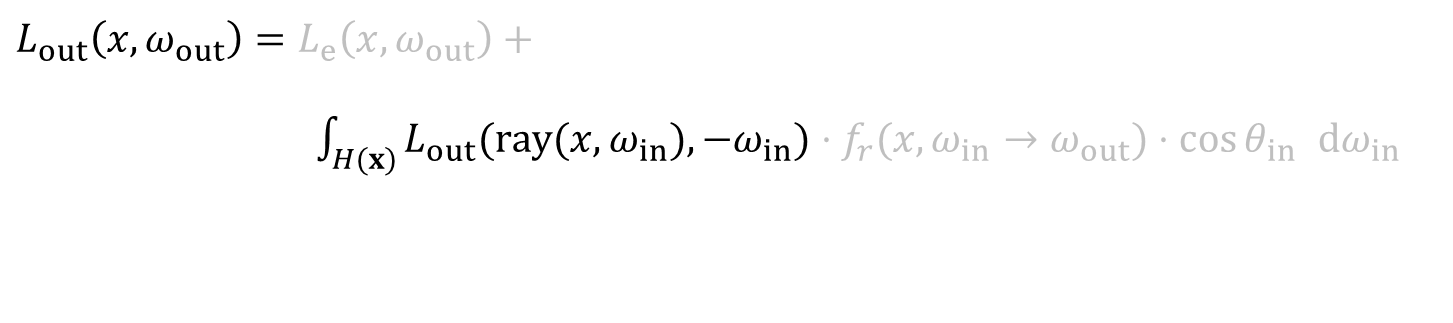 L_out(x, ω_out) = L_e(x, ω_out) +
∫_H(𝐱) L_out(ray(x, ω_in), −ω_in) · f_r(x, ω_in → ω_out) · cos θ_in dω_in